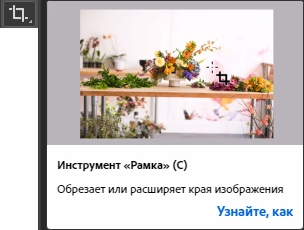 Инструмент «Рамка» (C)
Обрезает или расширяет края изображения
Узнайте, как